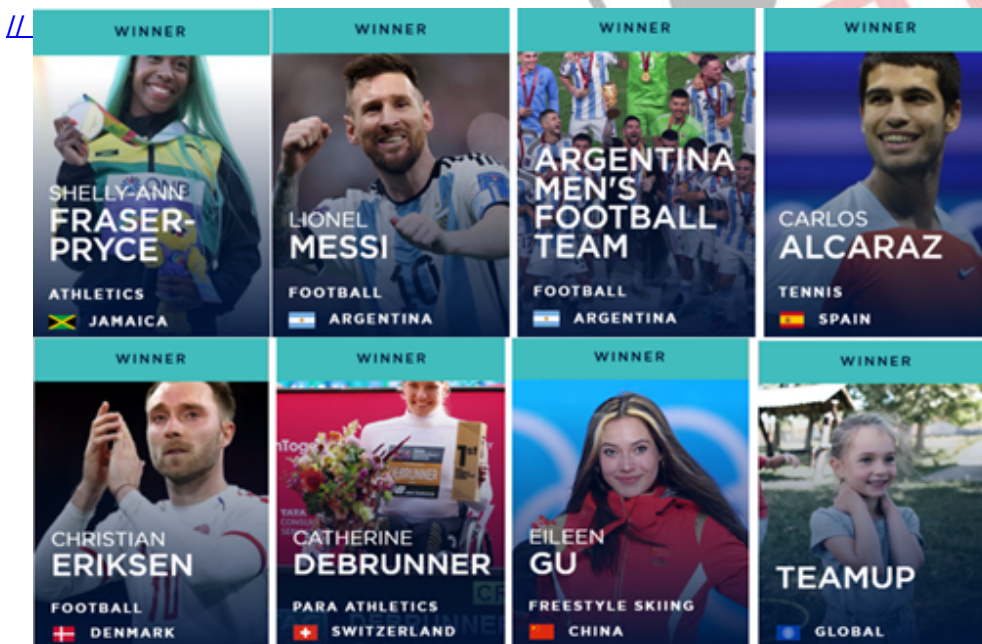 //
WINNER
SHELLY-ANN
FRASER-
PRYCE
ATHLETICS
JAMAICA
WINNER
LIONEL
MESSI
FOOTBALL
ARGENTINA
WINNER
ARGENTINA
MEN'S
FOOTBALL
TEAM
FOOTBALL
ARGENTINA
WINNER
CARLOS
ALCARAZ
TENNIS
SPAIN
WINNER
CHRISTIAN
ERIKSEN
FOOTBALL
DENMARK
WINNER
1st
CATHERINE
DEBRUNNER
PARA ATHLETICS
SWITZERLAND
WINNER
EILEEN
GU
FREESTYLE SKIING
CHINA
WINNER
TEAMUP
GLOBAL